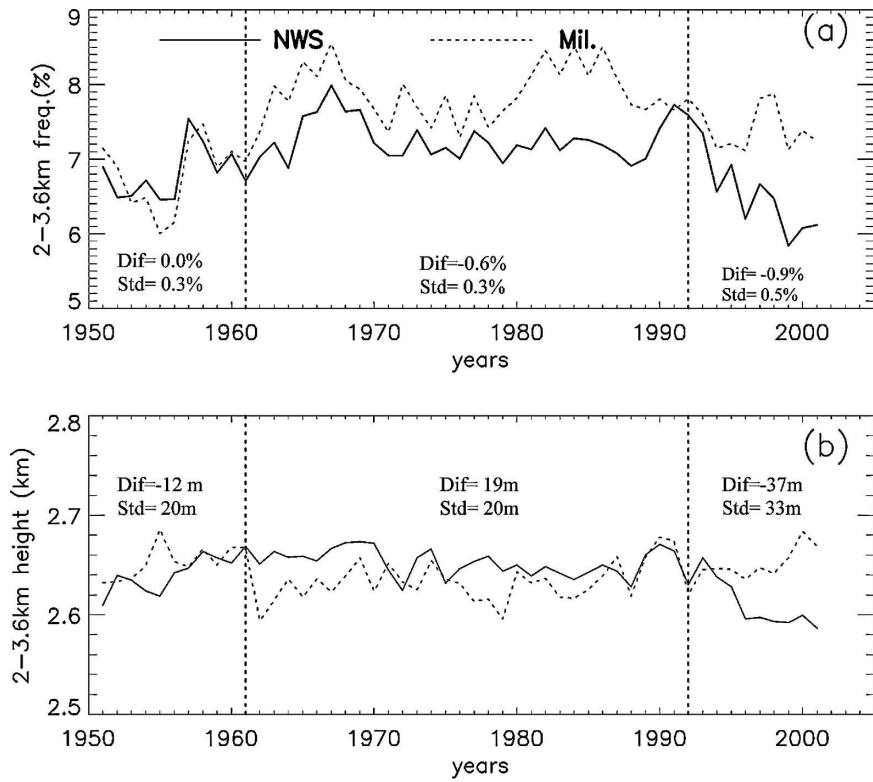 NWS Mil. (a)
2−3.6km freq.(%)
9
8
7
6
5
Dif= 0.0%
Std= 0.3%
Dif=-0.6%
Std= 0.3%
Dif= -0.9%
Std= 0.5%
1950 1960 1970 1980 1990 2000
years
(b)
2−3.6km height (km)
2.8
2.7
2.6
2.5
Dif=-12 m
Std= 20m
Dif= 19m
Std= 20m
Dif=-37m
Std= 33m
1950 1960 1970 1980 1990 2000
years